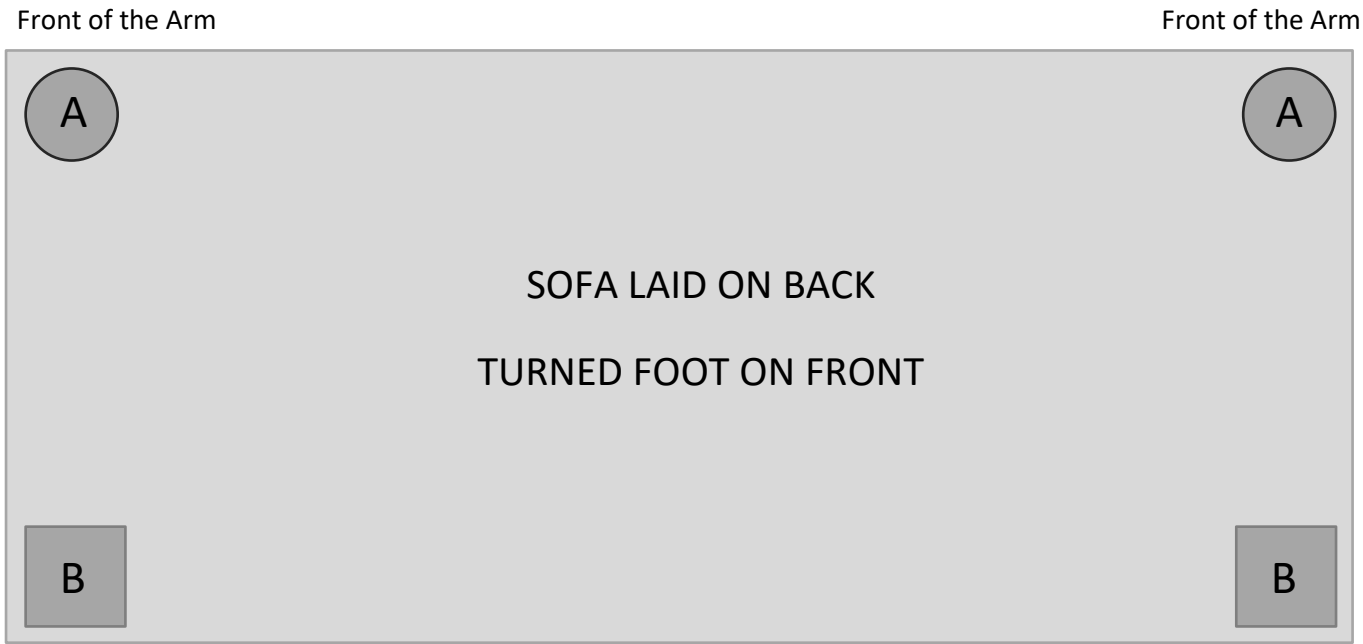 Front of the Arm
Front of the Arm
A
A
SOFA LAID ON BACK
TURNED FOOT ON FRONT
B
B